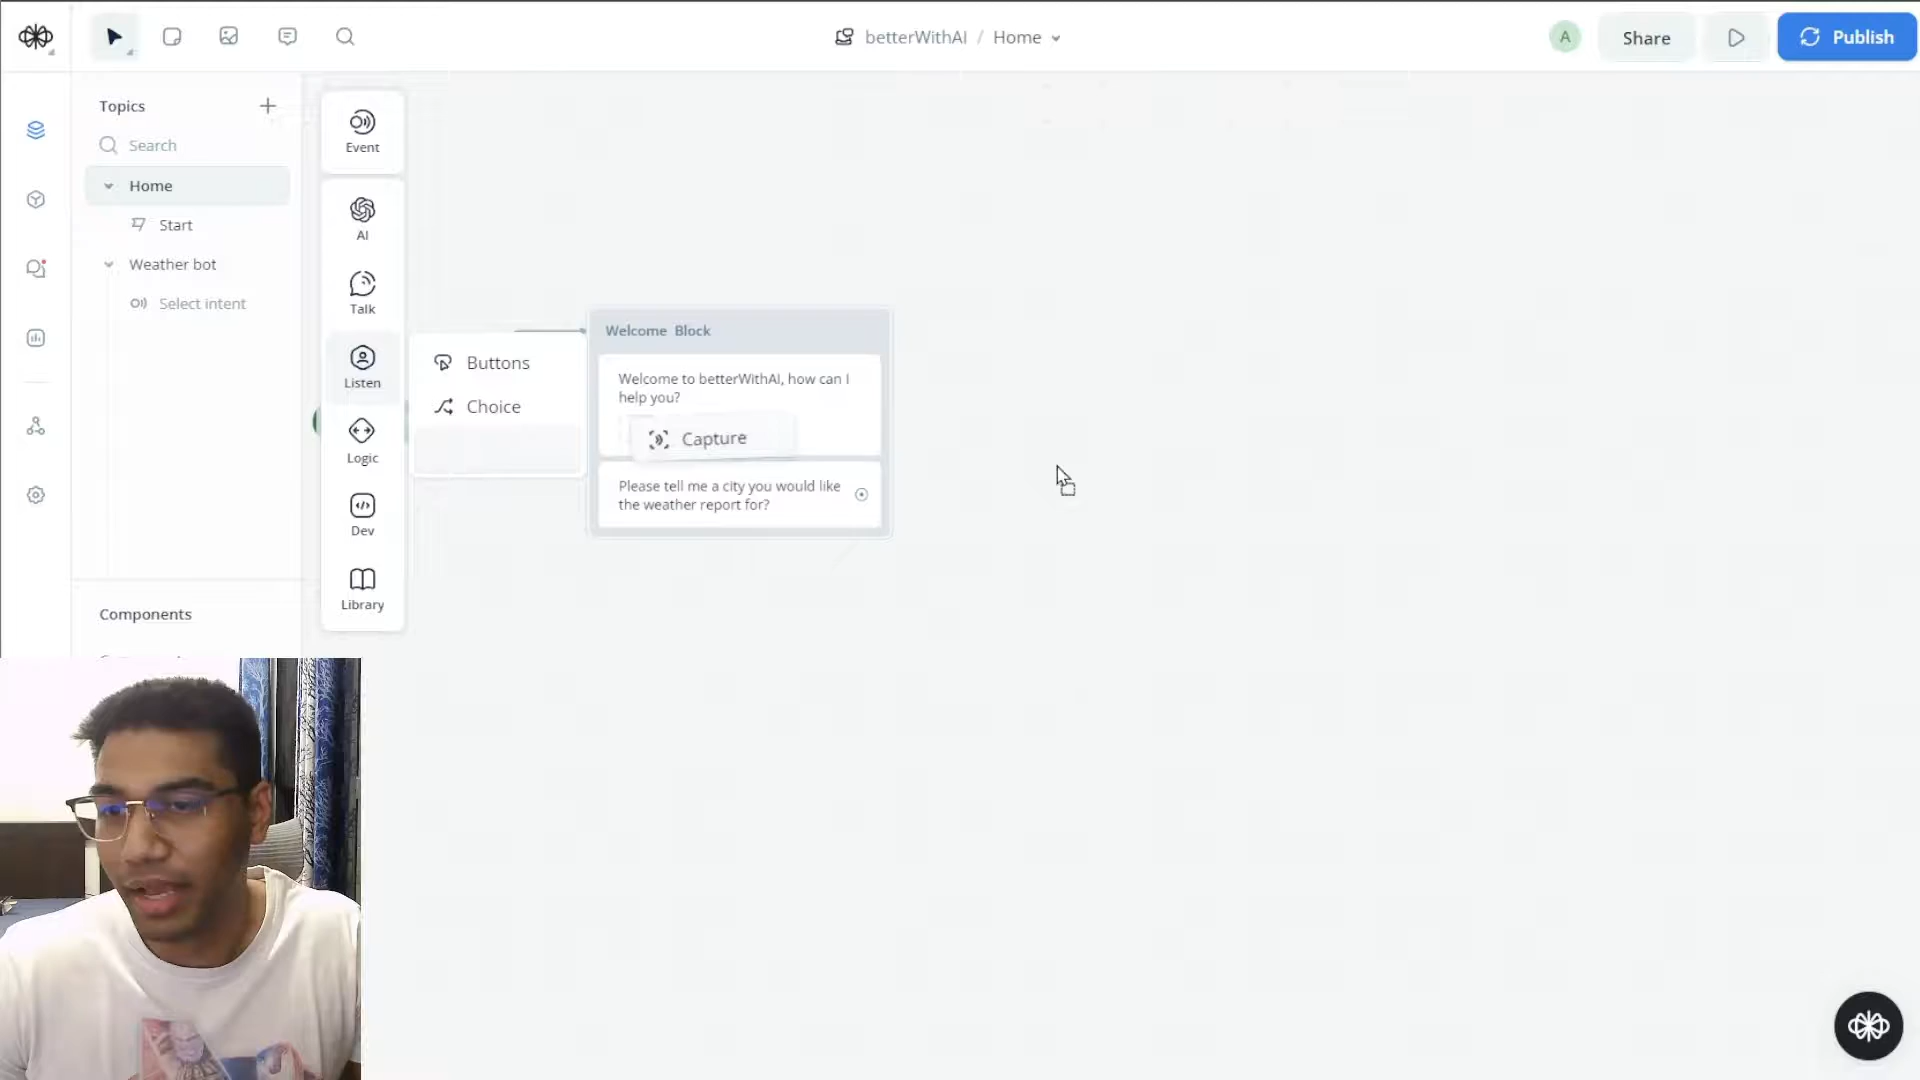 betterWithAI / Home
A
Share
Publish
Topics
Search
Home
Start
Weather bot
Select intent
Components
Event
AI
Talk
Listen
Logic
Dev
Library
Buttons
Choice
Capture
Welcome Block
Welcome to betterWithAI, how can I
help you?
Please tell me a city you would like
the weather report for?